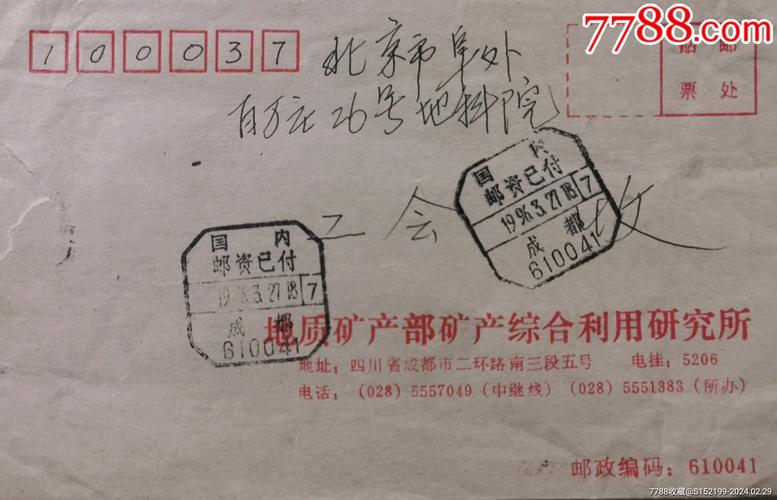 7788.com
100037
贴 邮
票 处
北京市阜外
百万庄26号地科院
工会 收
国 内
邮资已付
1996.3.27 18 7
成 都
610041
国 内
邮资已付
1996.3.27 18 7
成 都
610041
地质矿产部矿产综合利用研究所
地址：四川省成都市二环路南三段五号 电挂：5206
电话：(028) 5557049 (中继线) (028) 5551383 (所办)
邮政编码：610041
7788收藏@S152199-2024.02.29